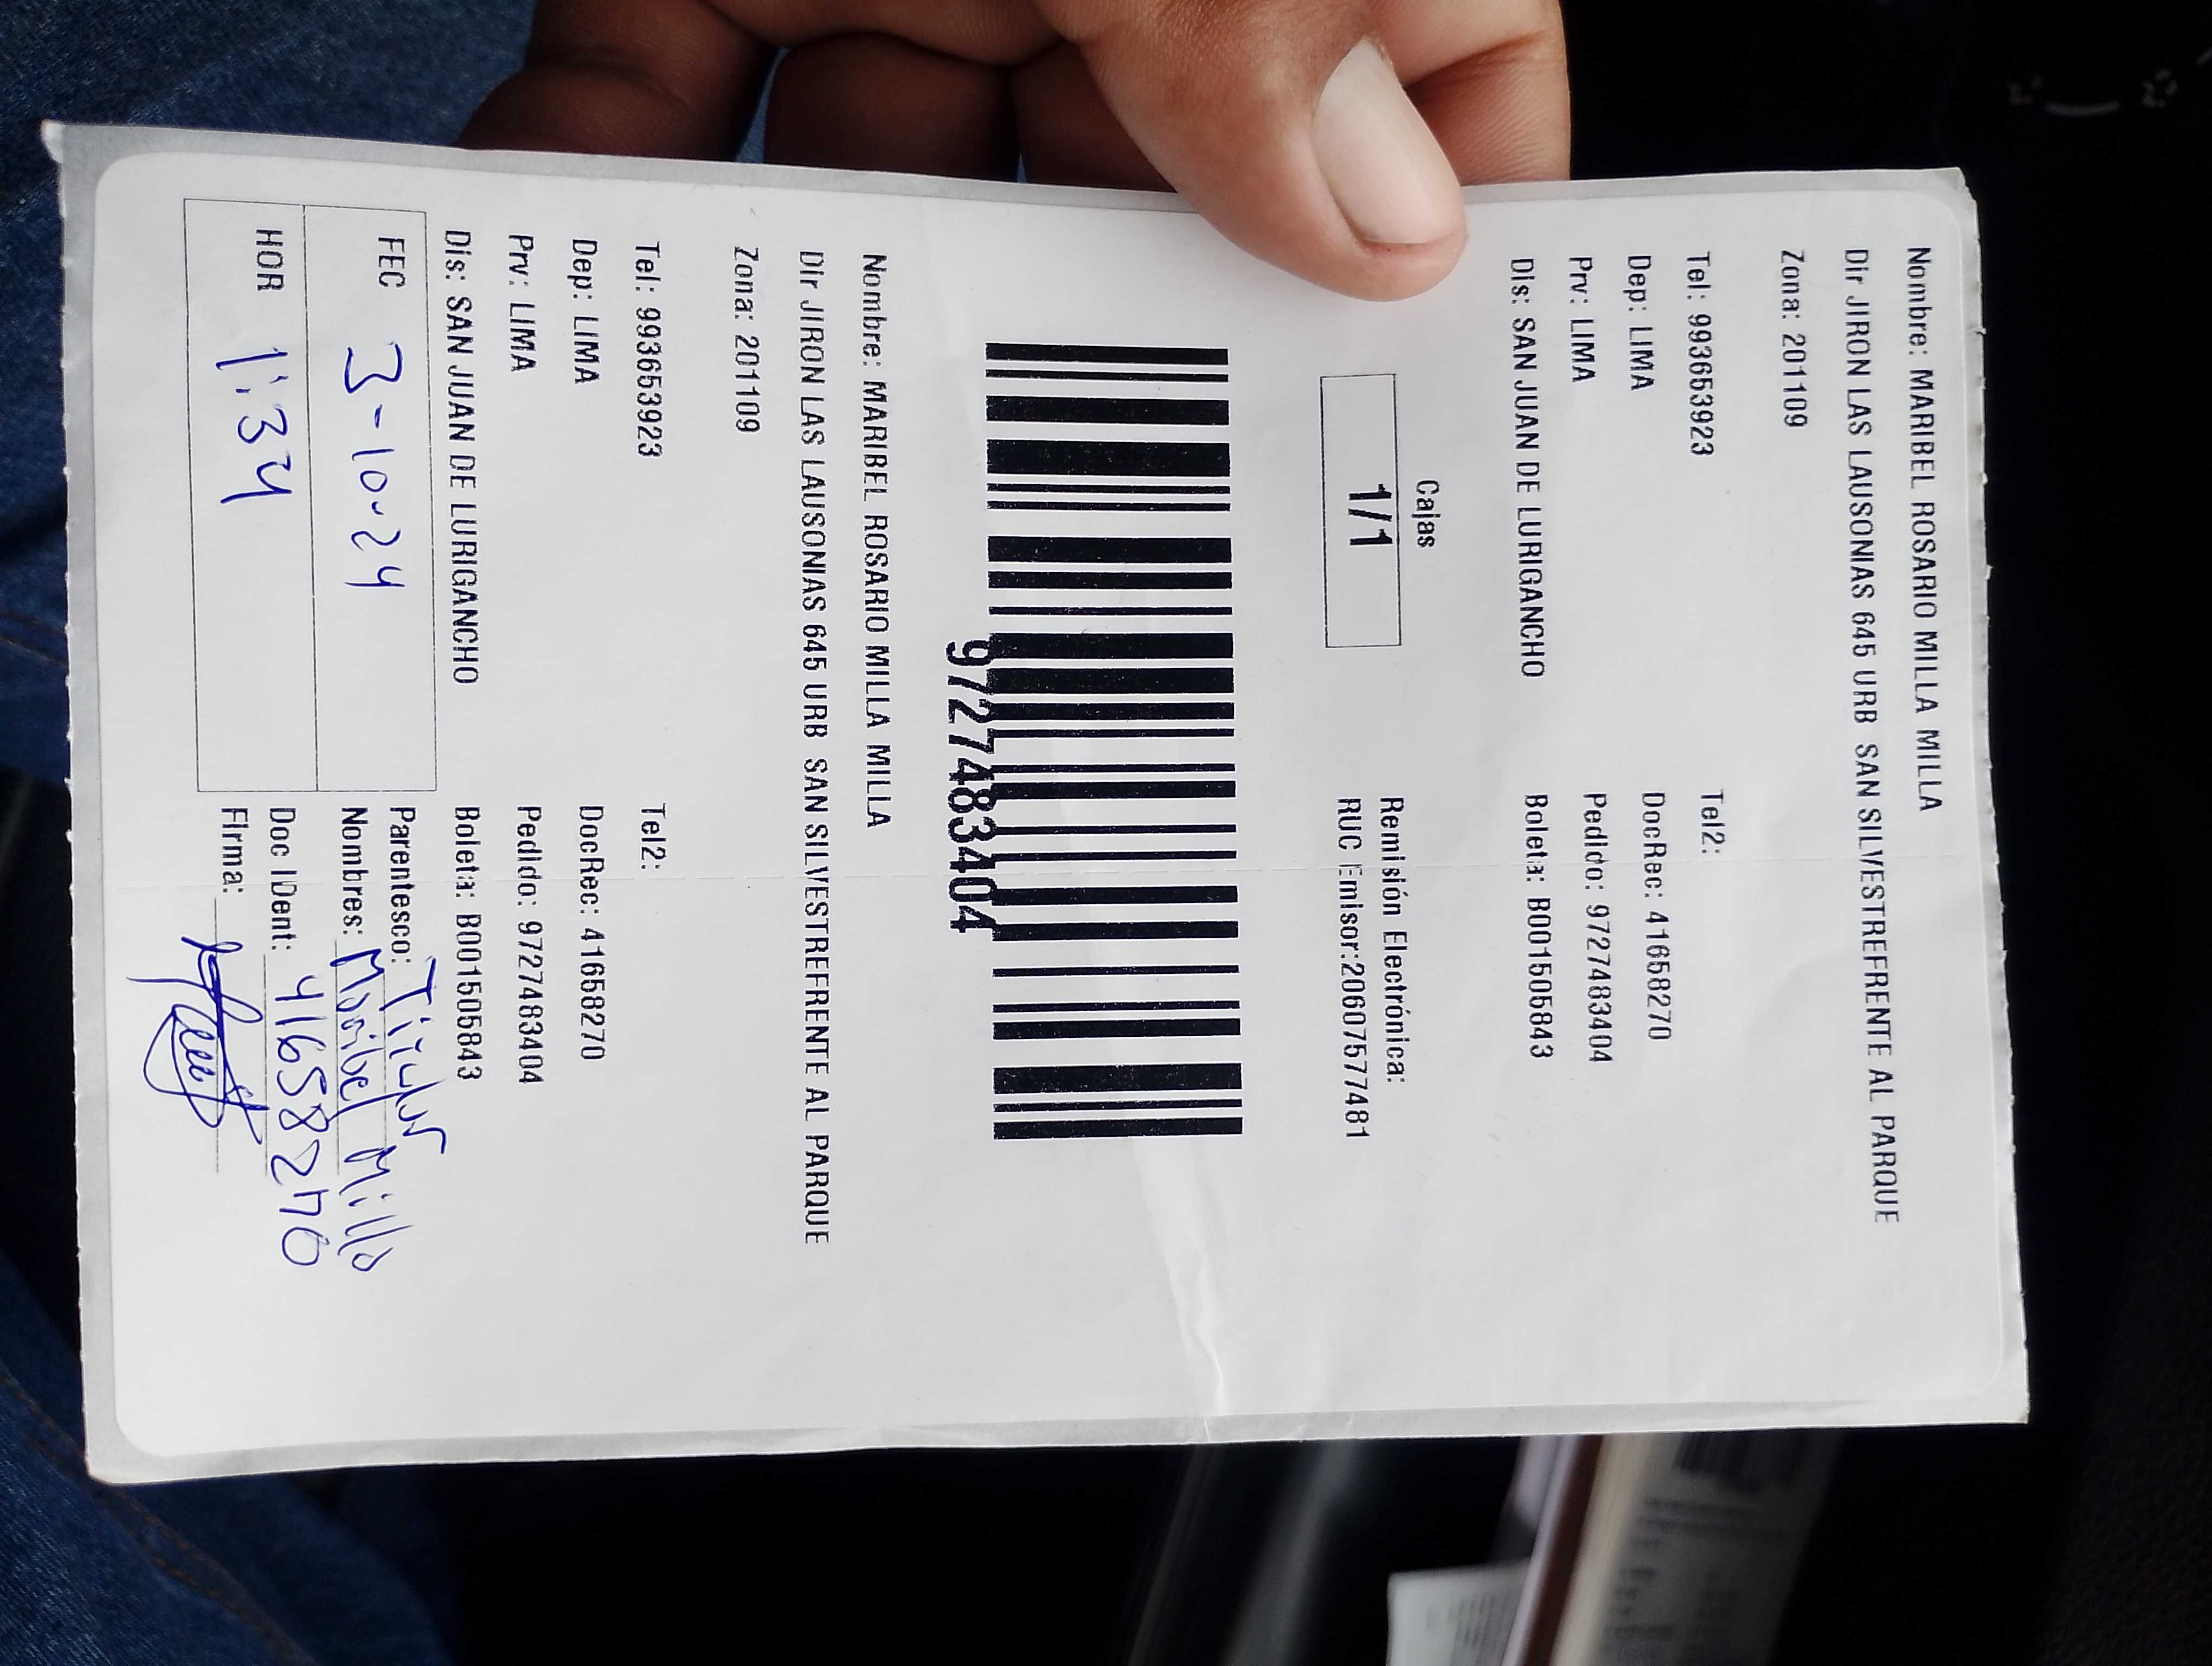 Nombre: MARIBEL ROSARIO MILLA MILLA
Dir JIRON LAS LAUSONIAS 645 URB SAN SILVESTREFRENTE AL PARQUE
Zona: 201109
Tel: 993653923 Tel2:
Dep: LIMA DocRec: 41658270
Prv: LIMA Pedido: 9727483404
Dis: SAN JUAN DE LURIGANCHO Boleta: B001505843
Cajas
1/1
Remisión Electrónica:
RUC Emisor:20607577481
9727483404
Nombre: MARIBEL ROSARIO MILLA MILLA
Dir JIRON LAS LAUSONIAS 645 URB SAN SILVESTREFRENTE AL PARQUE
Zona: 201109
Tel: 993653923 Tel2:
Dep: LIMA DocRec: 41658270
Prv: LIMA Pedido: 9727483404
Dis: SAN JUAN DE LURIGANCHO Boleta: B001505843
FEC 3-10-24
HOR 1:34
Parentesco: Titular
Nombres: Maribel Milla
Doc IDent: 41658270
Firma: